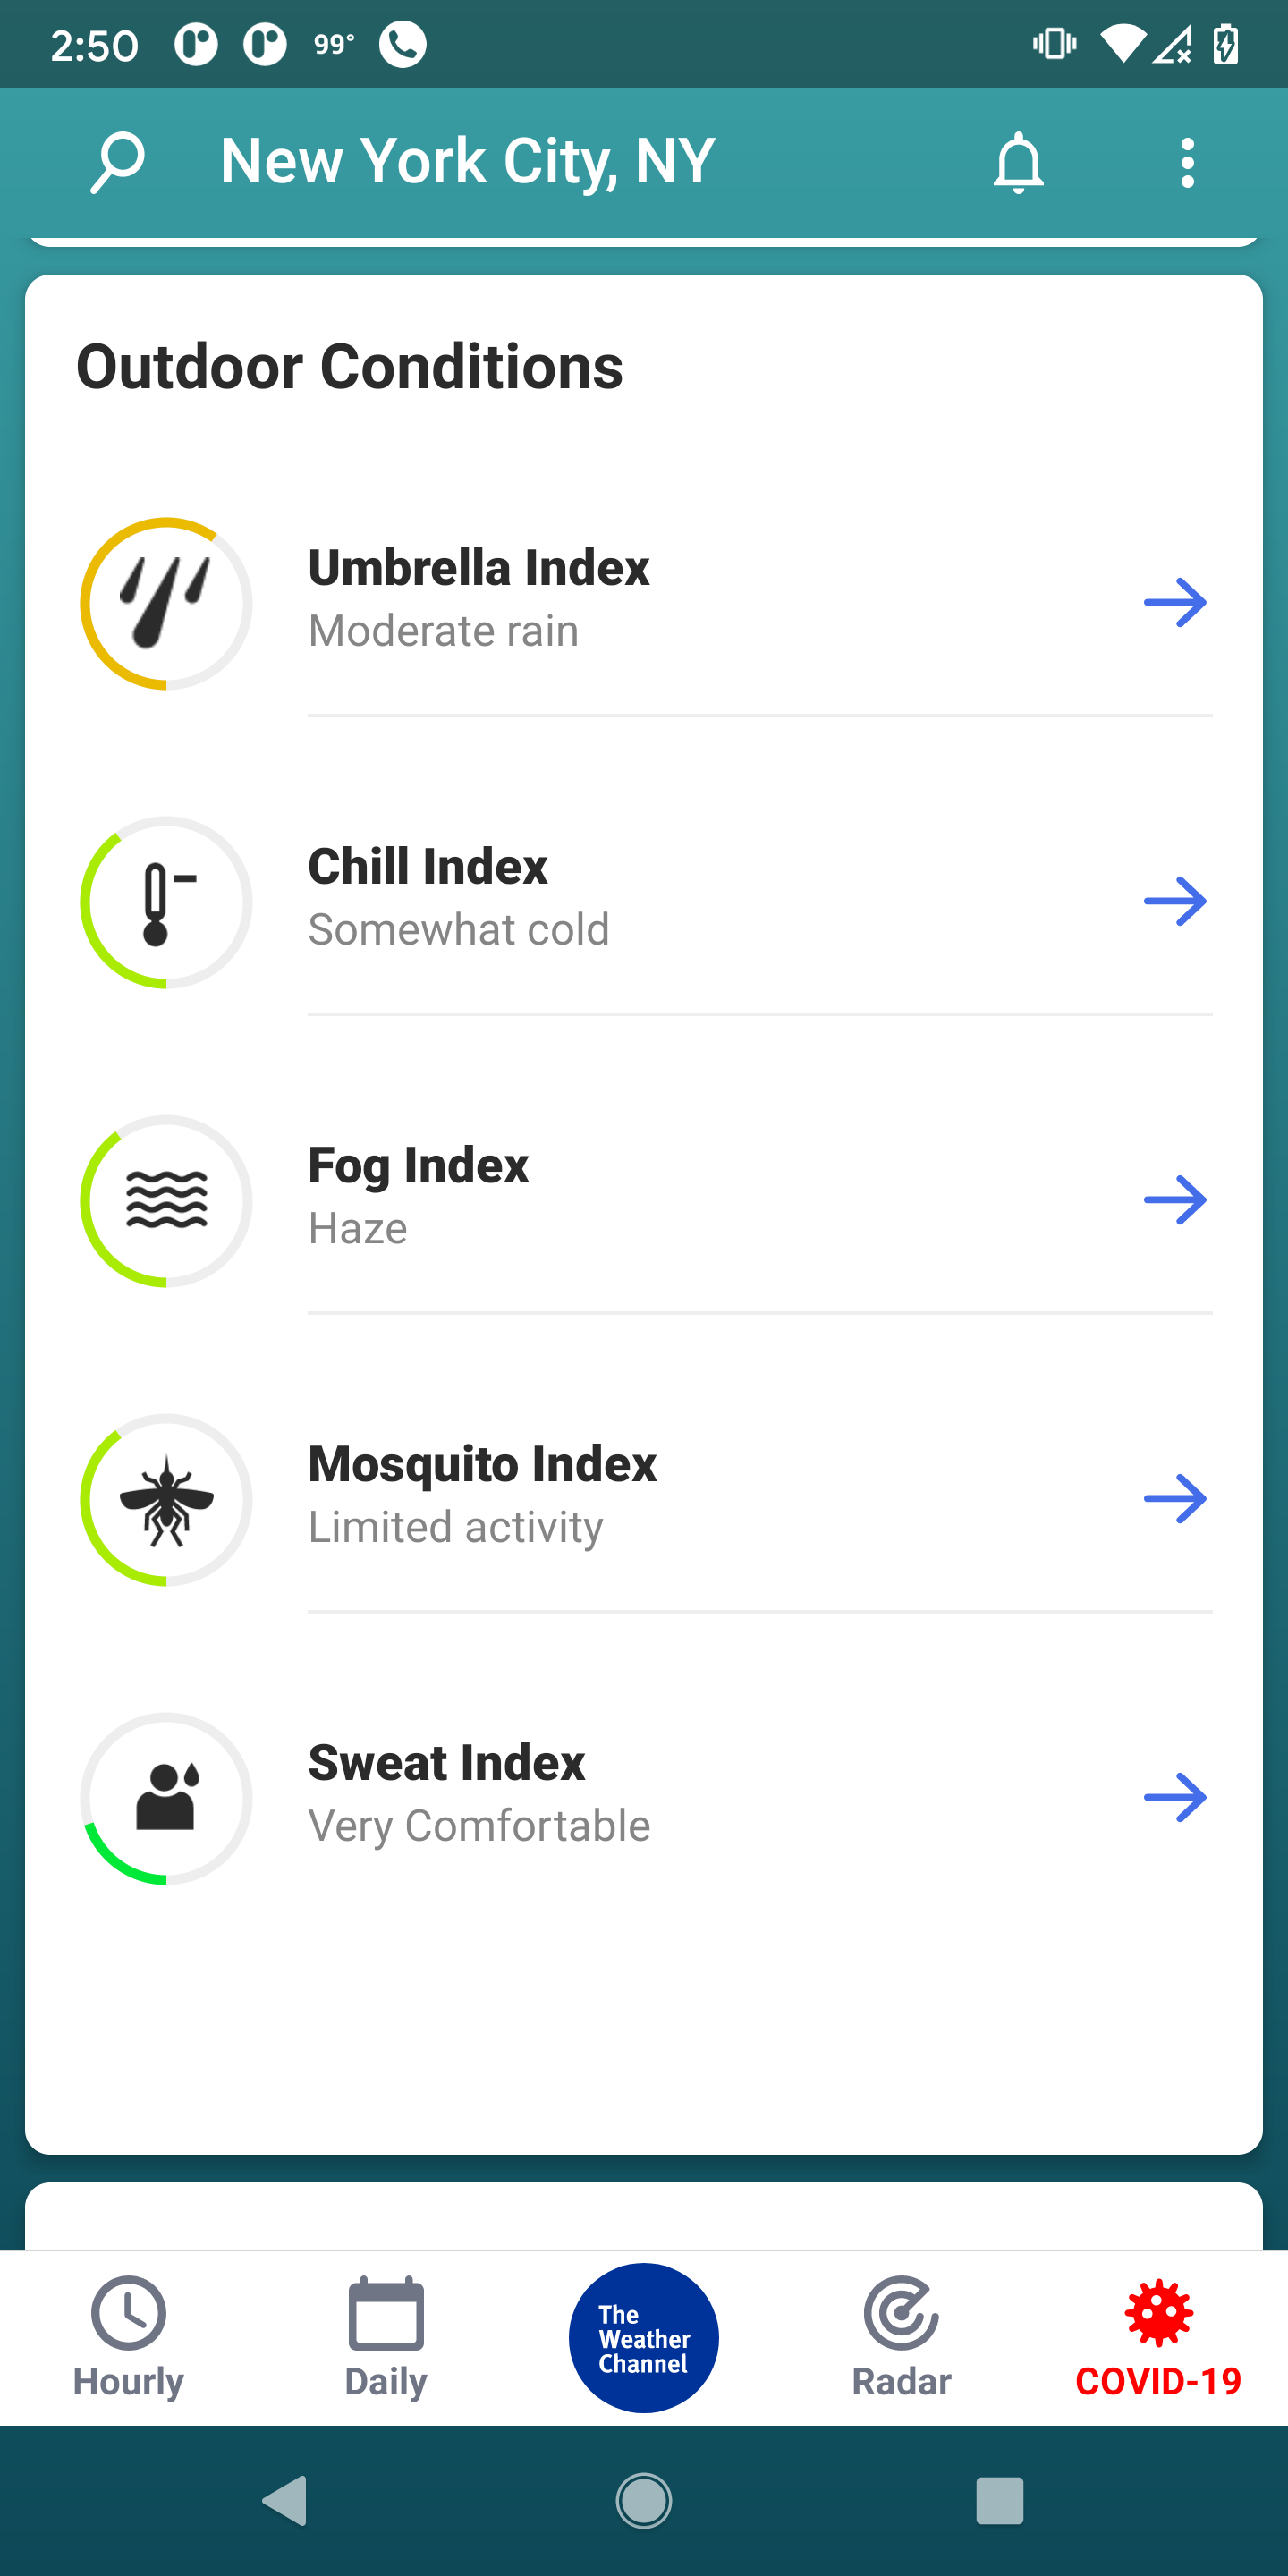 2:50
99°
New York City, NY
Outdoor Conditions
Umbrella Index
Moderate rain
Chill Index
Somewhat cold
Fog Index
Haze
Mosquito Index
Limited activity
Sweat Index
Very Comfortable
Hourly
Daily
The
Weather
Channel
Radar
COVID-19